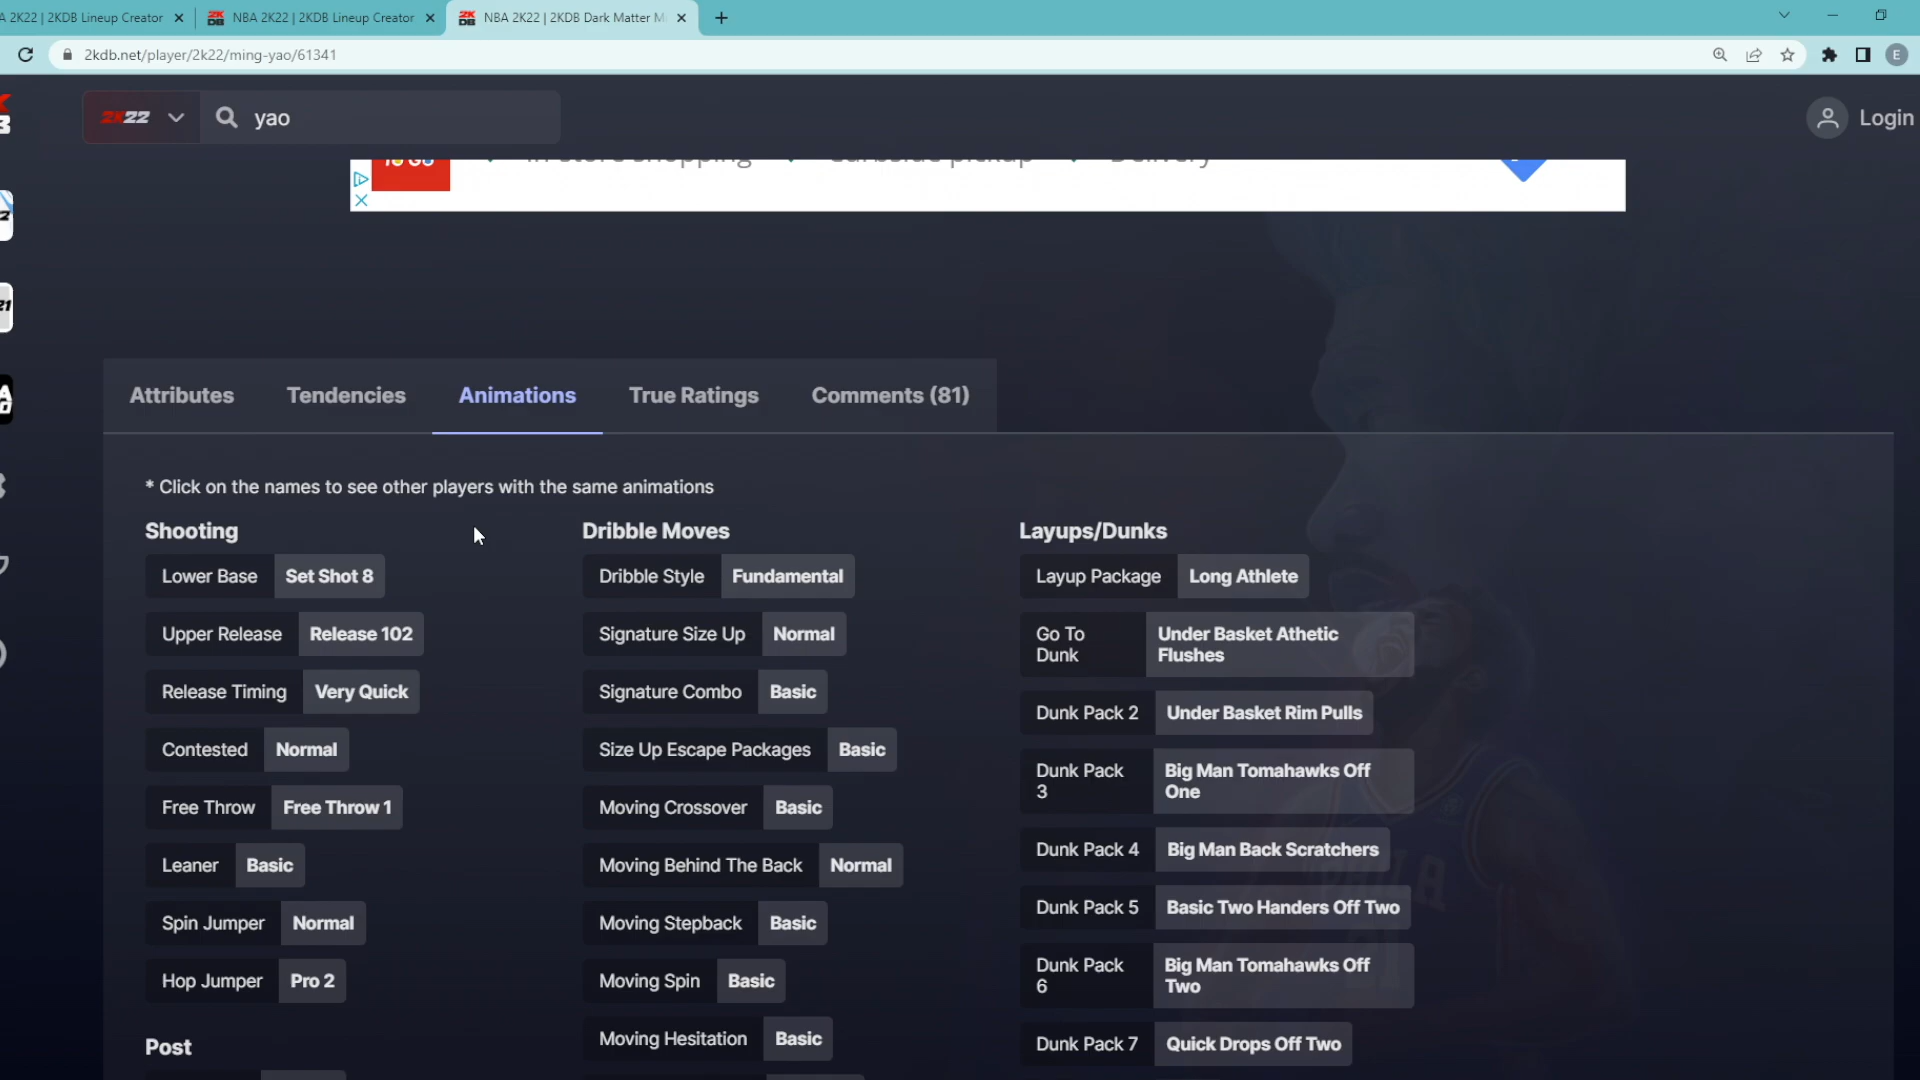 A 2K22 | 2KDB Lineup Creator
NBA 2K22 | 2KDB Lineup Creator
NBA 2K22 | 2KDB Dark Matter M
2kdb.net/player/2k22/ming-yao/61341
E
2K22
yao
Login
Attributes
Tendencies
Animations
True Ratings
Comments (81)
* Click on the names to see other players with the same animations
Shooting
Lower Base Set Shot 8
Upper Release Release 102
Release Timing Very Quick
Contested Normal
Free Throw Free Throw 1
Leaner Basic
Spin Jumper Normal
Hop Jumper Pro 2
Post
Dribble Moves
Dribble Style Fundamental
Signature Size Up Normal
Signature Combo Basic
Size Up Escape Packages Basic
Moving Crossover Basic
Moving Behind The Back Normal
Moving Stepback Basic
Moving Spin Basic
Moving Hesitation Basic
Layups/Dunks
Layup Package Long Athlete
Go To
Dunk
Under Basket Athetic
Flushes
Dunk Pack 2 Under Basket Rim Pulls
Dunk Pack
3
Big Man Tomahawks Off
One
Dunk Pack 4 Big Man Back Scratchers
Dunk Pack 5 Basic Two Handers Off Two
Dunk Pack
6
Big Man Tomahawks Off
Two
Dunk Pack 7 Quick Drops Off Two